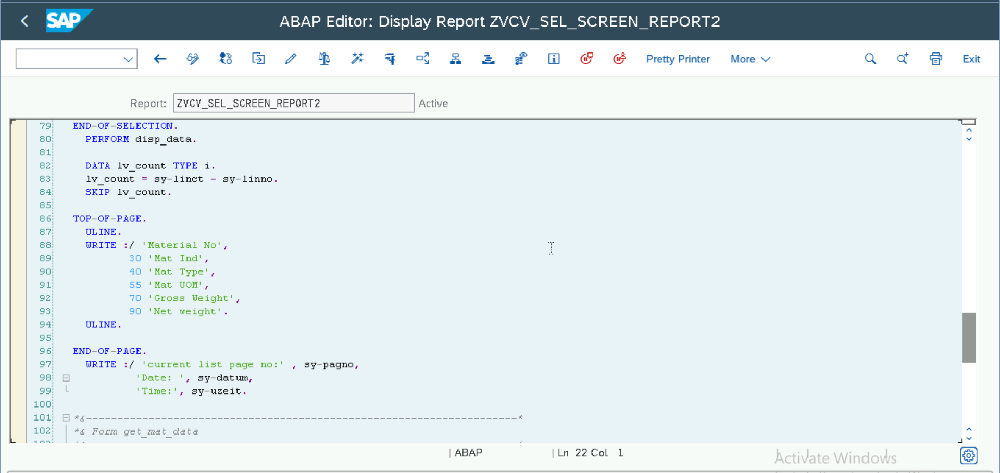 SAP ABAP Editor: Display Report ZVCV_SEL_SCREEN_REPORT2
Pretty Printer More Exit
Report: ZVCV_SEL_SCREEN_REPORT2 Active
79 END-OF-SELECTION.
80 PERFORM disp_data.
81
82 DATA lv_count TYPE i.
83 lv_count = sy-linct - sy-linno.
84 SKIP lv_count.
85
86 TOP-OF-PAGE.
87 ULINE.
88 WRITE :/ 'Material No',
89 30 'Mat Ind',
90 40 'Mat Type',
91 55 'Mat UOM',
92 70 'Gross Weight',
93 90 'Net weight'.
94 ULINE.
95
96 END-OF-PAGE.
97 WRITE :/ 'current list page no:' , sy-pagno,
98 'Date: ', sy-datum,
99 'Time:', sy-uzeit.
100
101 *&---------------------------------------------------------------------*
102 *& Form get_mat_data
ABAP Ln 22 Col 1
Activate Windows